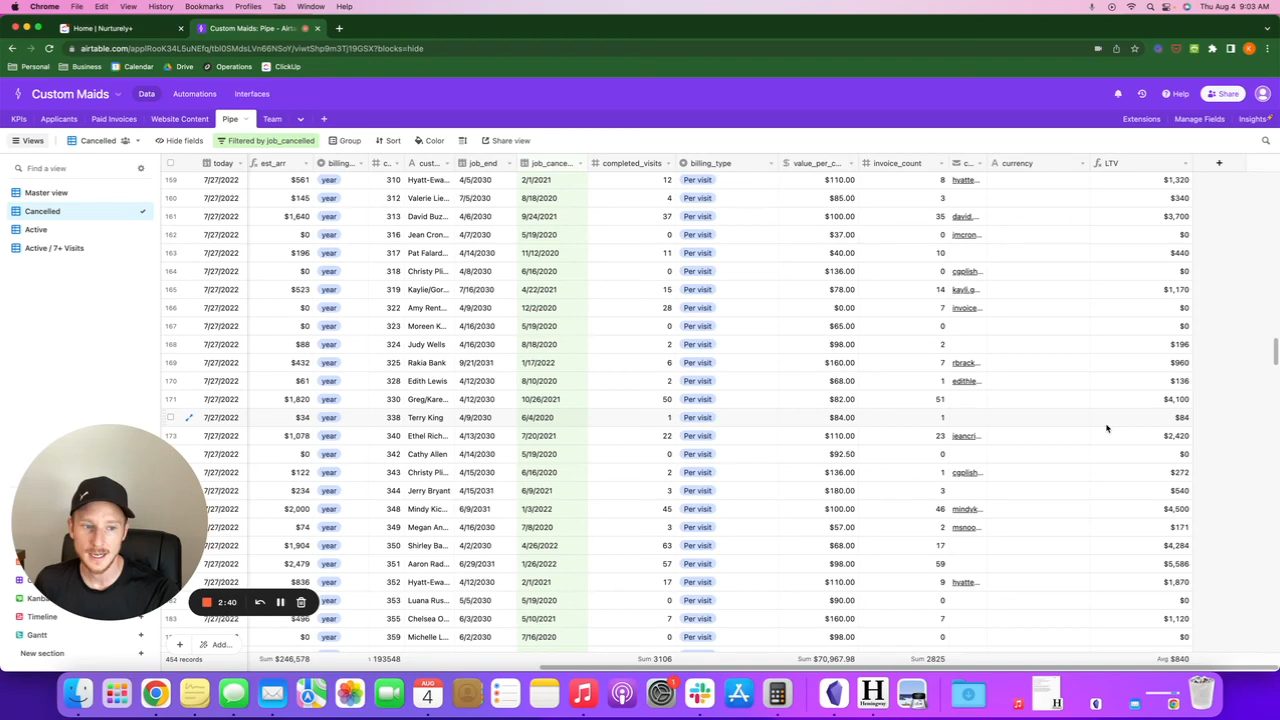 Chrome File Edit View History Bookmarks Profiles Tab Window Help Thu Aug 4 9:03 AM
Home | Nurturely+ Custom Maids: Pipe - Airta
Personal Business Calendar Drive Operations ClickUp
Custom Maids Data Automations Interfaces Help Share
KPIs Applicants Paid Invoices Website Content Pipe Team Extensions Manage Fields Insights
Views Cancelled Hide fields Filtered by job_cancelled Group Sort Color Share view
Find a view
Master view
Cancelled
Active
Active / 7+ Visits
Timeline
Gantt
New section
today est_arr billing... c... cust... job_end job_cance... completed_visits billing_type value_per_c... invoice_count c... currency LTV
159 7/27/2022 $561 year 310 Hyatt-Ewa... 4/5/2030 2/1/2021 12 Per visit $110.00 8 hyatte... $1,320
160 7/27/2022 $145 year 312 Valerie Lie... 7/5/2030 8/18/2020 4 Per visit $85.00 3 $340
161 7/27/2022 $1,640 year 313 David Buz... 4/6/2030 9/24/2021 37 Per visit $100.00 35 david.... $3,700
162 7/27/2022 $0 year 316 Jean Cron... 4/7/2030 5/19/2020 0 Per visit $37.00 0 jmcron... $0
163 7/27/2022 $196 year 317 Pat Falard... 4/14/2030 11/12/2020 11 Per visit $40.00 10 $440
164 7/27/2022 $0 year 318 Christy Pli... 4/8/2030 6/16/2020 0 Per visit $136.00 0 cgplish... $0
165 7/27/2022 $523 year 319 Kaylie/Gor... 7/16/2030 4/22/2021 15 Per visit $78.00 14 kayli.g... $1,170
166 7/27/2022 $0 year 322 Amy Rent... 4/9/2030 12/2/2020 28 Per visit $0.00 7 invoice... $0
167 7/27/2022 $0 year 323 Moreen K... 4/16/2030 5/19/2020 0 Per visit $65.00 0 $0
168 7/27/2022 $88 year 324 Judy Wells 4/16/2030 8/4/2020 2 Per visit $98.00 2 $196
169 7/27/2022 $432 year 325 Rakia Bank 9/21/2031 1/17/2022 6 Per visit $160.00 7 rbrack... $960
170 7/27/2022 $61 year 328 Edith Lewis 4/12/2030 8/10/2020 2 Per visit $68.00 1 edithle... $136
171 7/27/2022 $1,820 year 330 Greg/Kare... 4/12/2030 10/26/2021 50 Per visit $82.00 51 $4,100
7/27/2022 $34 year 338 Terry King 4/9/2030 6/4/2020 1 Per visit $84.00 1 $84
173 7/27/2022 $1,078 year 340 Ethel Rich... 4/13/2030 7/20/2021 22 Per visit $110.00 23 jeancri... $2,420
7/27/2022 $0 year 342 Cathy Allen 4/14/2030 5/19/2020 0 Per visit $92.50 0 $0
7/27/2022 $122 year 343 Christy Pli... 4/15/2030 6/16/2020 2 Per visit $136.00 1 cgplish... $272
7/27/2022 $234 year 344 Jerry Bryant 4/15/2031 6/9/2021 3 Per visit $180.00 3 $540
7/27/2022 $2,000 year 348 Mindy Kic... 6/9/2031 1/3/2022 45 Per visit $100.00 46 mindyk... $4,500
7/27/2022 $74 year 349 Megan An... 4/16/2030 7/8/2020 3 Per visit $57.00 2 msnoo... $171
7/27/2022 $1,904 year 350 Shirley Ba... 4/2/2030 4/26/2022 63 Per visit $68.00 17 $4,284
7/27/2022 $2,479 year 351 Aaron Rad... 6/29/2031 1/26/2022 57 Per visit $98.00 59 $5,586
7/27/2022 $836 year 352 Hyatt-Ewa... 4/12/2030 2/1/2021 17 Per visit $110.00 9 hyatte... $1,870
353 Luana Rus... 5/5/2030 5/19/2020 0 Per visit $90.00 0 $0
355 Chelsea O... 6/3/2030 5/10/2021 7 Per visit $160.00 7 $1,120
7/27/2022 $0 year 359 Michelle L... 6/2/2030 7/16/2020 0 Per visit $98.00 0 $0
2:40
Add...
454 records Sum $246,578 193548 Sum 3106 Sum $70,967.98 Sum 2825 Avg $840